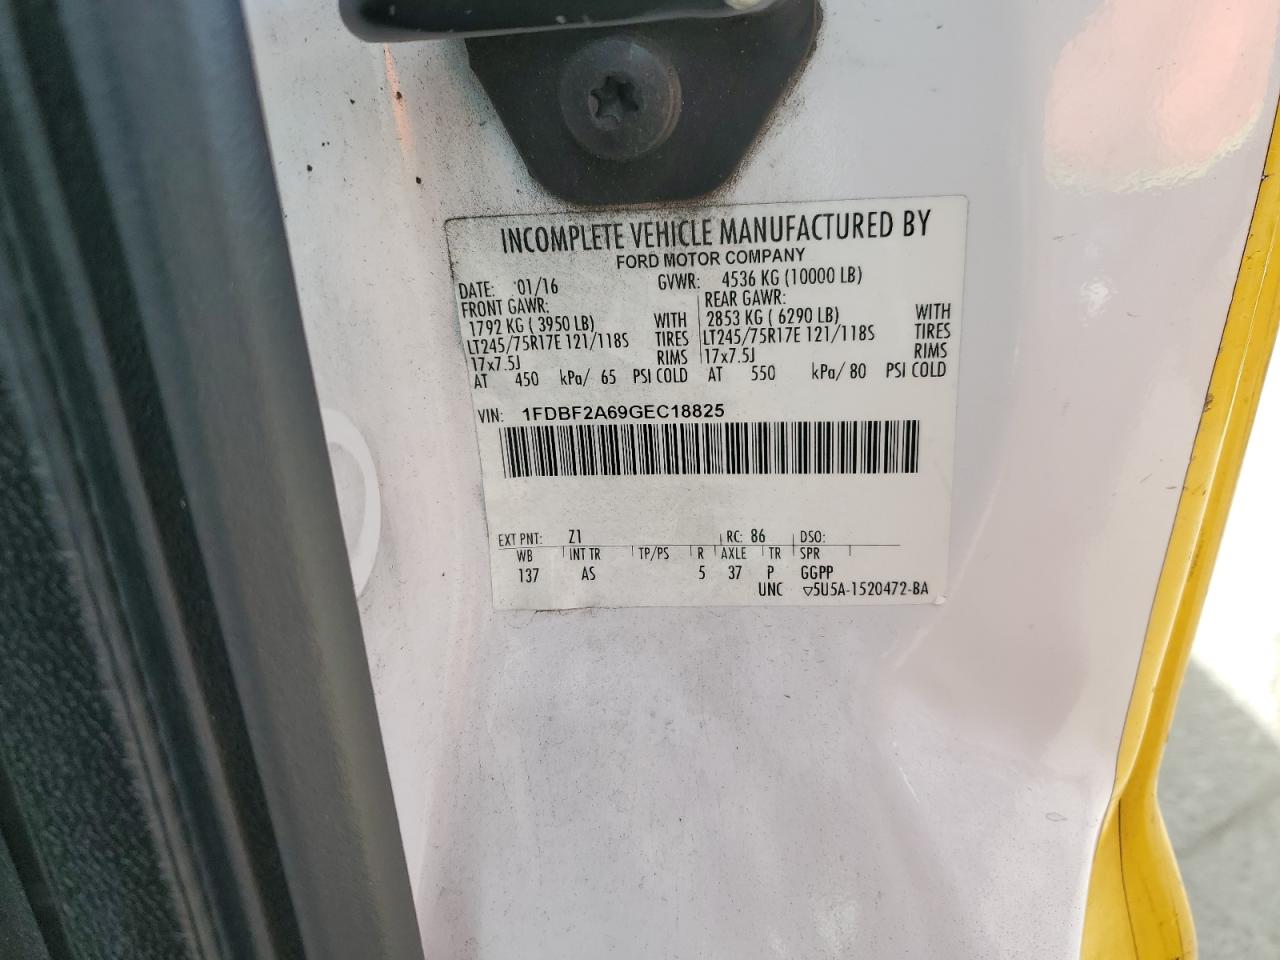 INCOMPLETE VEHICLE MANUFACTURED BY
FORD MOTOR COMPANY
DATE: 01/16 GVWR: 4536 KG (10000 LB)
FRONT GAWR: REAR GAWR:
1792 KG ( 3950 LB) WITH 2853 KG ( 6290 LB) WITH
LT245/75R17E 121/118S TIRES LT245/75R17E 121/118S TIRES
17x7.5J RIMS 17x7.5J RIMS
AT 450 kPa/ 65 PSI COLD AT 550 kPa/ 80 PSI COLD
VIN: 1FDBF2A69GEC18825
EXT PNT: Z1 RC: 86 DSO:
WB INT TR TP/PS R AXLE TR SPR
137 AS 5 37 P GGPP
UNC ▽5U5A-1520472-BA